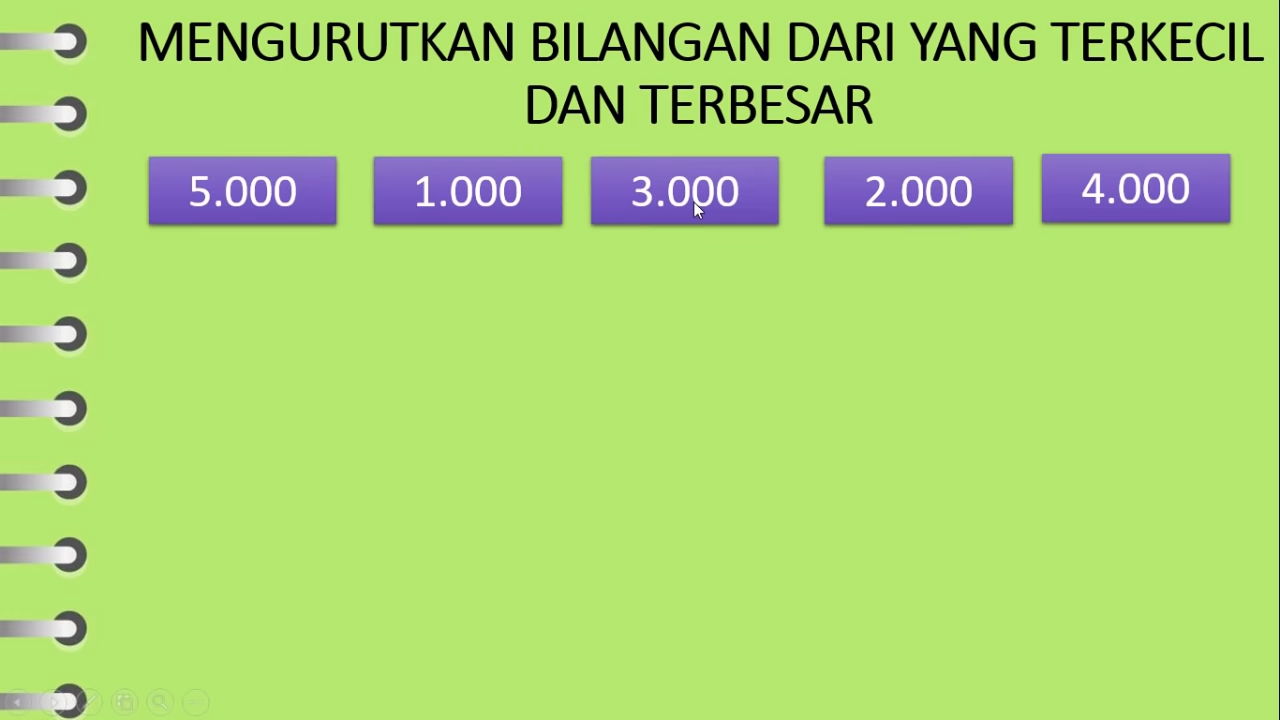 MENGURUTKAN BILANGAN DARI YANG TERKECIL
DAN TERBESAR
5.000 1.000 3.000 2.000 4.000